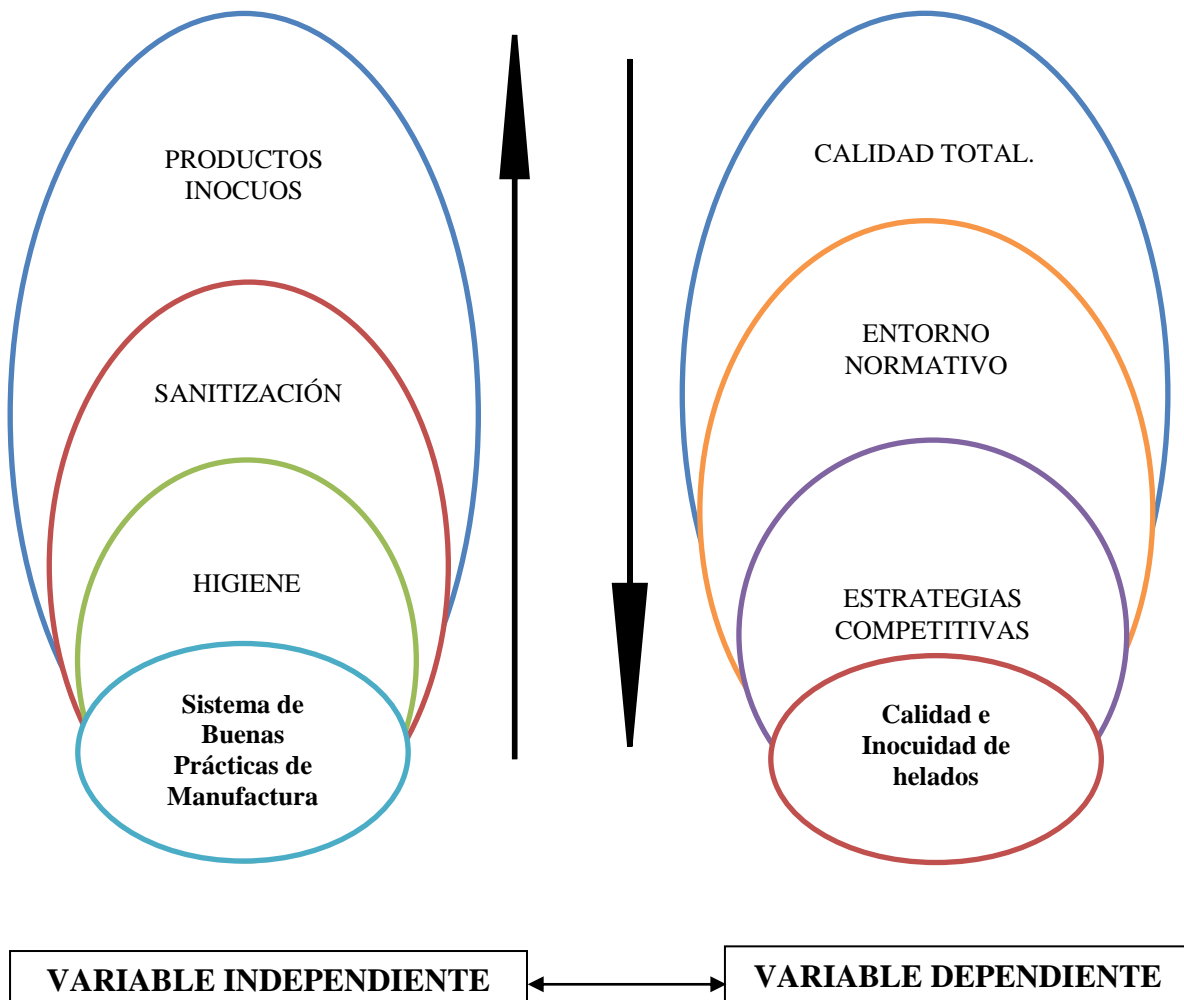 PRODUCTOS
INOCUOS
SANITIZACIÓN
HIGIENE
Sistema de
Buenas
Prácticas de
Manufactura
CALIDAD TOTAL.
ENTORNO
NORMATIVO
ESTRATEGIAS
COMPETITIVAS
Calidad e
Inocuidad de
helados
VARIABLE INDEPENDIENTE
VARIABLE DEPENDIENTE